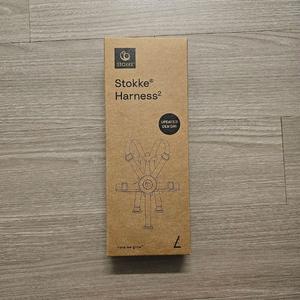 STOKKE
Stokke®
Harness²
UPDATED
DESIGN